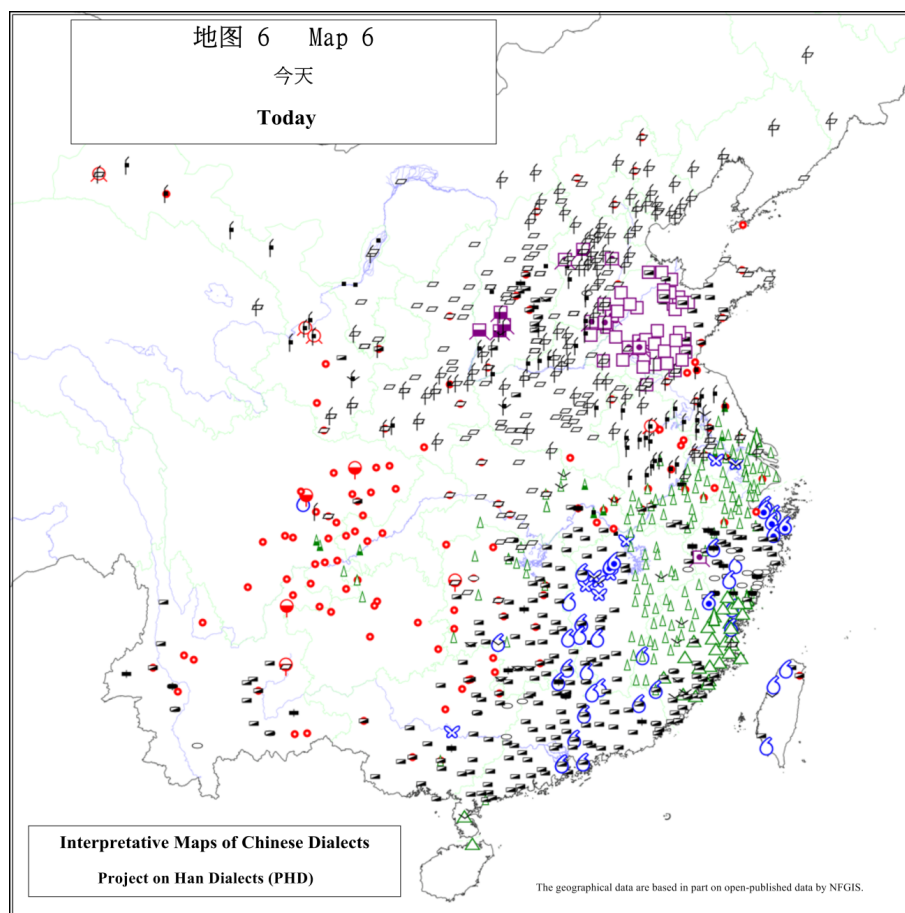 地图 6 Map 6
今天
Today
Interpretative Maps of Chinese Dialects
Project on Han Dialects (PHD)
The geographical data are based in part on open-published data by NFGIS.